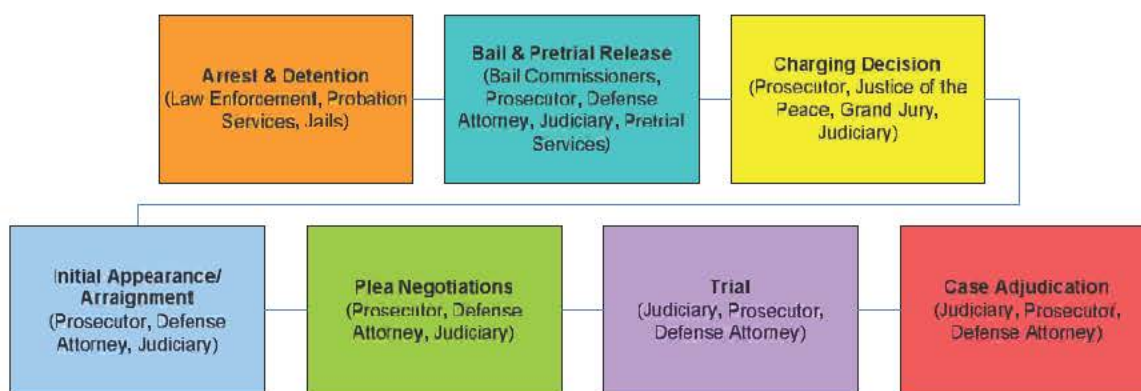 Arrest & Detention
(Law Enforcement, Probation
Services, Jails)
Bail & Pretrial Release
(Bail Commissioners,
Prosecutor, Defense
Attorney, Judiciary, Pretrial
Services)
Charging Decision
(Prosecutor, Justice of the
Peace, Grand Jury,
Judiciary)
Initial Appearance/
Arraignment
(Prosecutor, Defense
Attorney, Judiciary)
Plea Negotiations
(Prosecutor, Defense
Attorney, Judiciary)
Trial
(Judiciary, Prosecutor,
Defense Attorney)
Case Adjudication
(Judiciary, Prosecutor,
Defense Attorney)